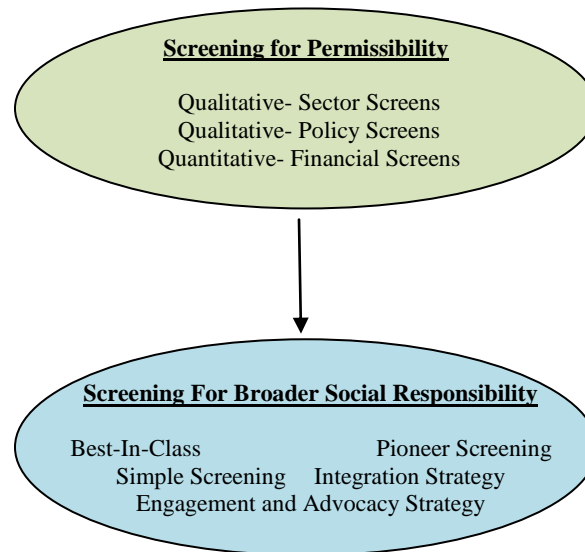 Screening for Permissibility
Qualitative- Sector Screens
Qualitative- Policy Screens
Quantitative- Financial Screens
Screening For Broader Social Responsibility
Best-In-Class Pioneer Screening
Simple Screening Integration Strategy
Engagement and Advocacy Strategy